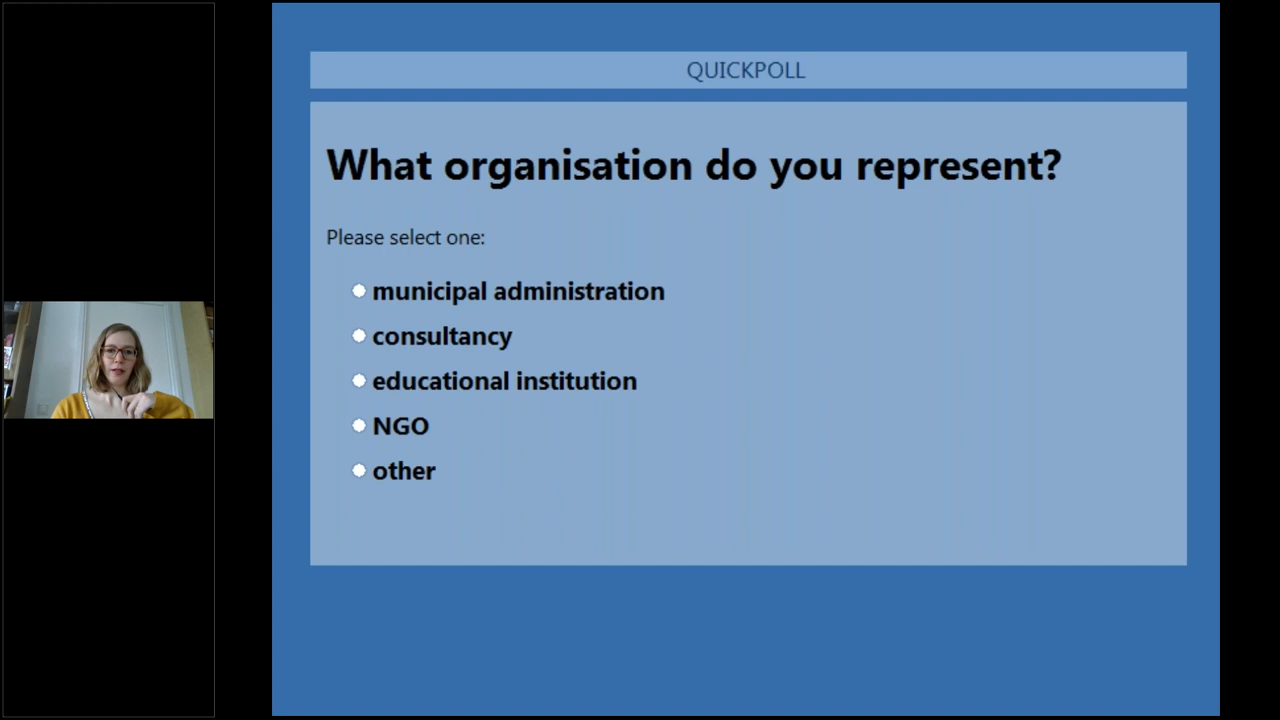 QUICKPOLL
What organisation do you represent?
Please select one:
municipal administration
consultancy
educational institution
NGO
other